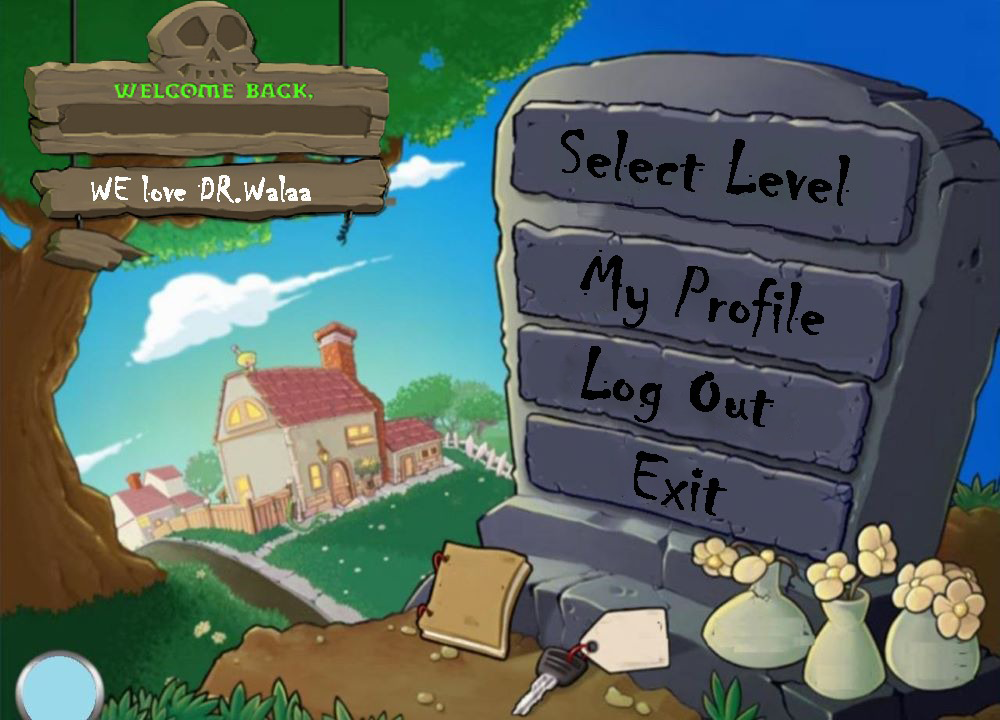 WELCOME BACK,
WE love DR.Walaa
Select Level
My Profile
Log Out
Exit